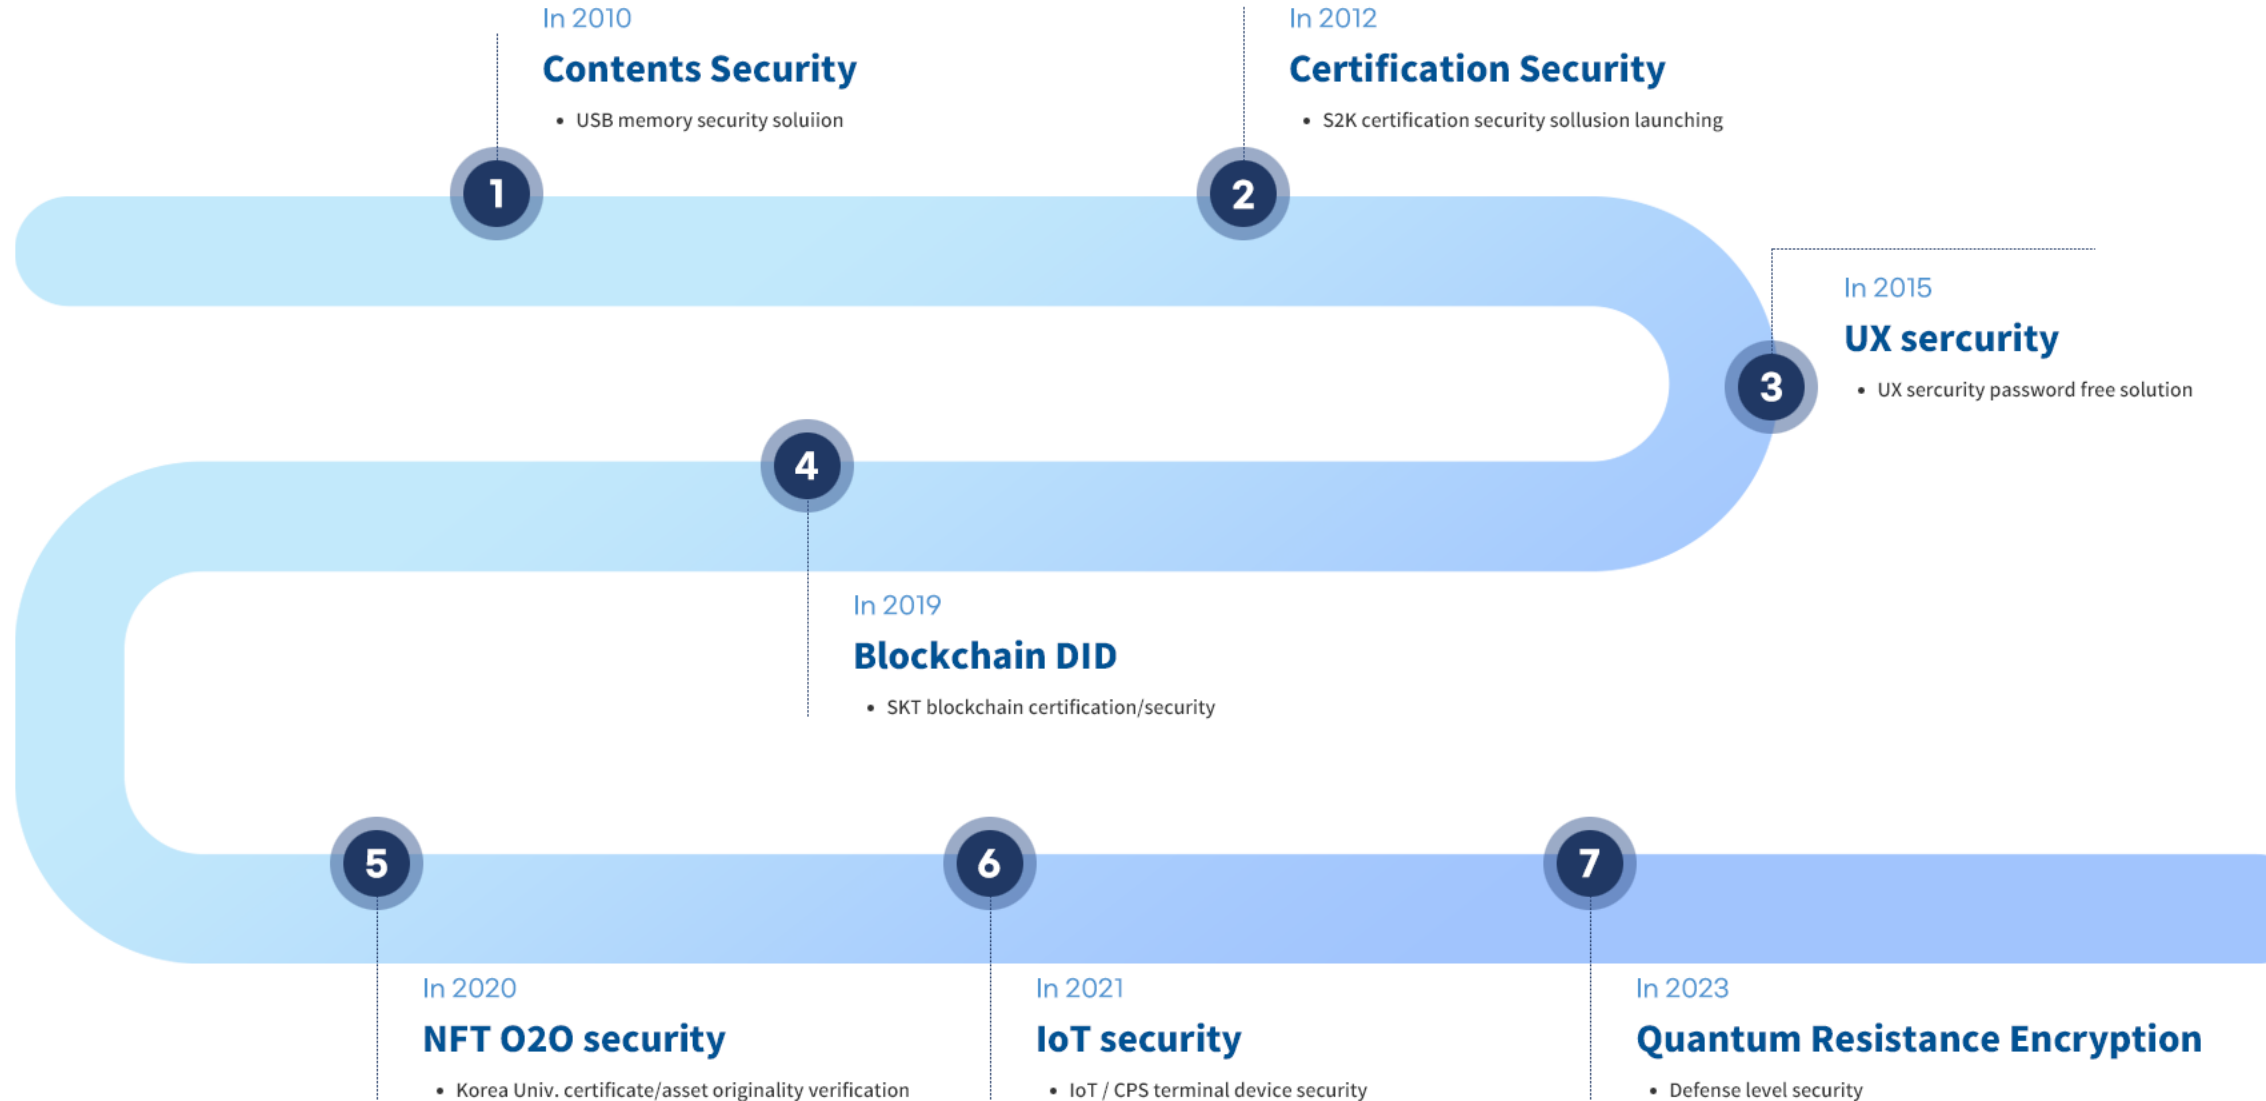 In 2010
Contents Security
• USB memory security soluiion
1
In 2012
Certification Security
• S2K certification security sollusion launching
2
In 2015
UX sercurity
• UX sercurity password free solution
3
4
In 2019
Blockchain DID
• SKT blockchain certification/security
5
In 2020
NFT O2O security
• Korea Univ. certificate/asset originality verification
6
In 2021
IoT security
• IoT / CPS terminal device security
7
In 2023
Quantum Resistance Encryption
• Defense level security